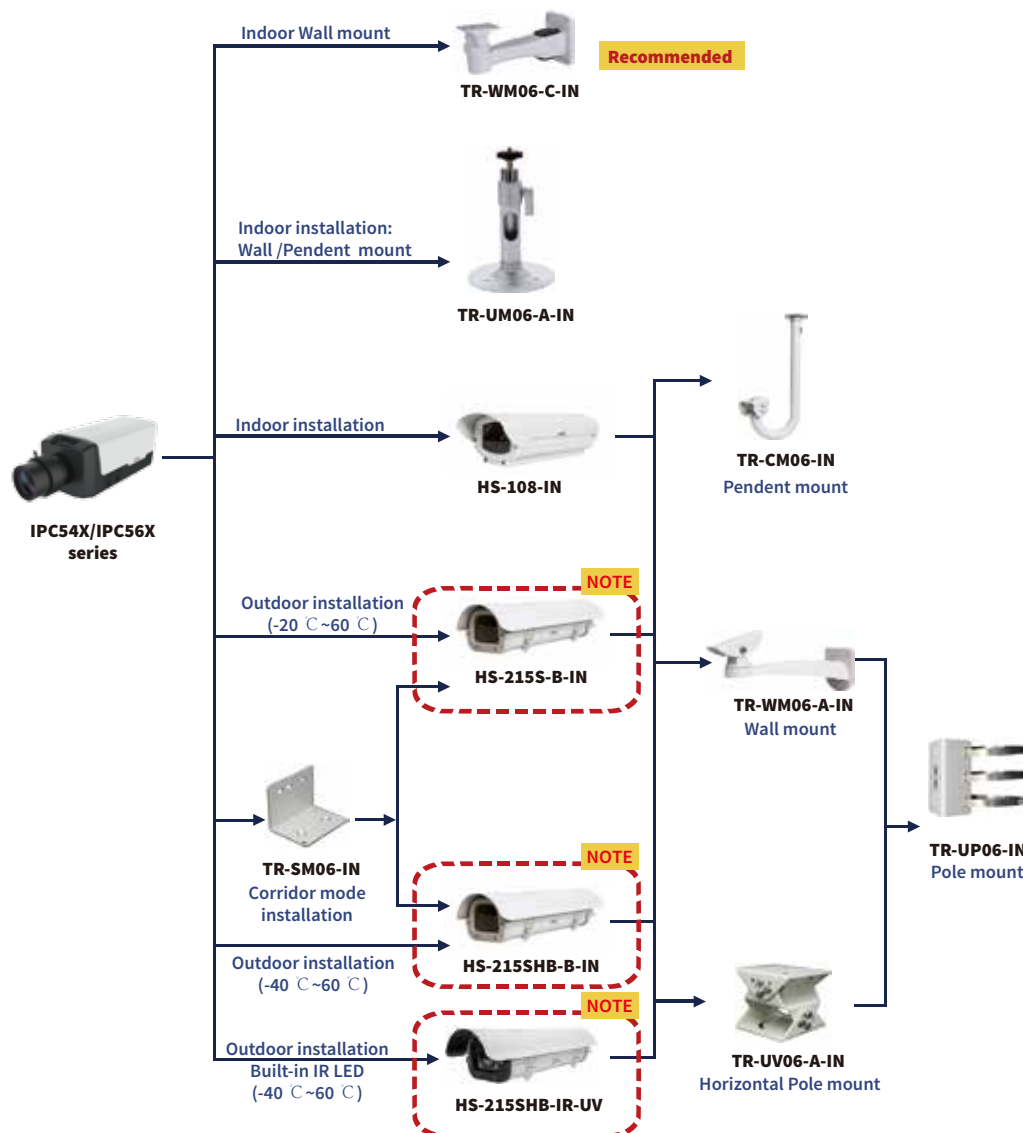 Indoor Wall mount
Recommended
TR-WM06-C-IN
Indoor installation:
Wall /Pendent mount
TR-UM06-A-IN
Indoor installation
HS-108-IN
TR-CM06-IN
Pendent mount
IPC54X/IPC56X
series
NOTE
Outdoor installation
(-20 ℃~60 ℃)
HS-215S-B-IN
TR-WM06-A-IN
Wall mount
TR-SM06-IN
Corridor mode
installation
NOTE
TR-UP06-IN
Pole mount
HS-215SHB-B-IN
Outdoor installation
(-40 ℃~60 ℃)
NOTE
Outdoor installation
Built-in IR LED
(-40 ℃~60 ℃)
HS-215SHB-IR-UV
TR-UV06-A-IN
Horizontal Pole mount